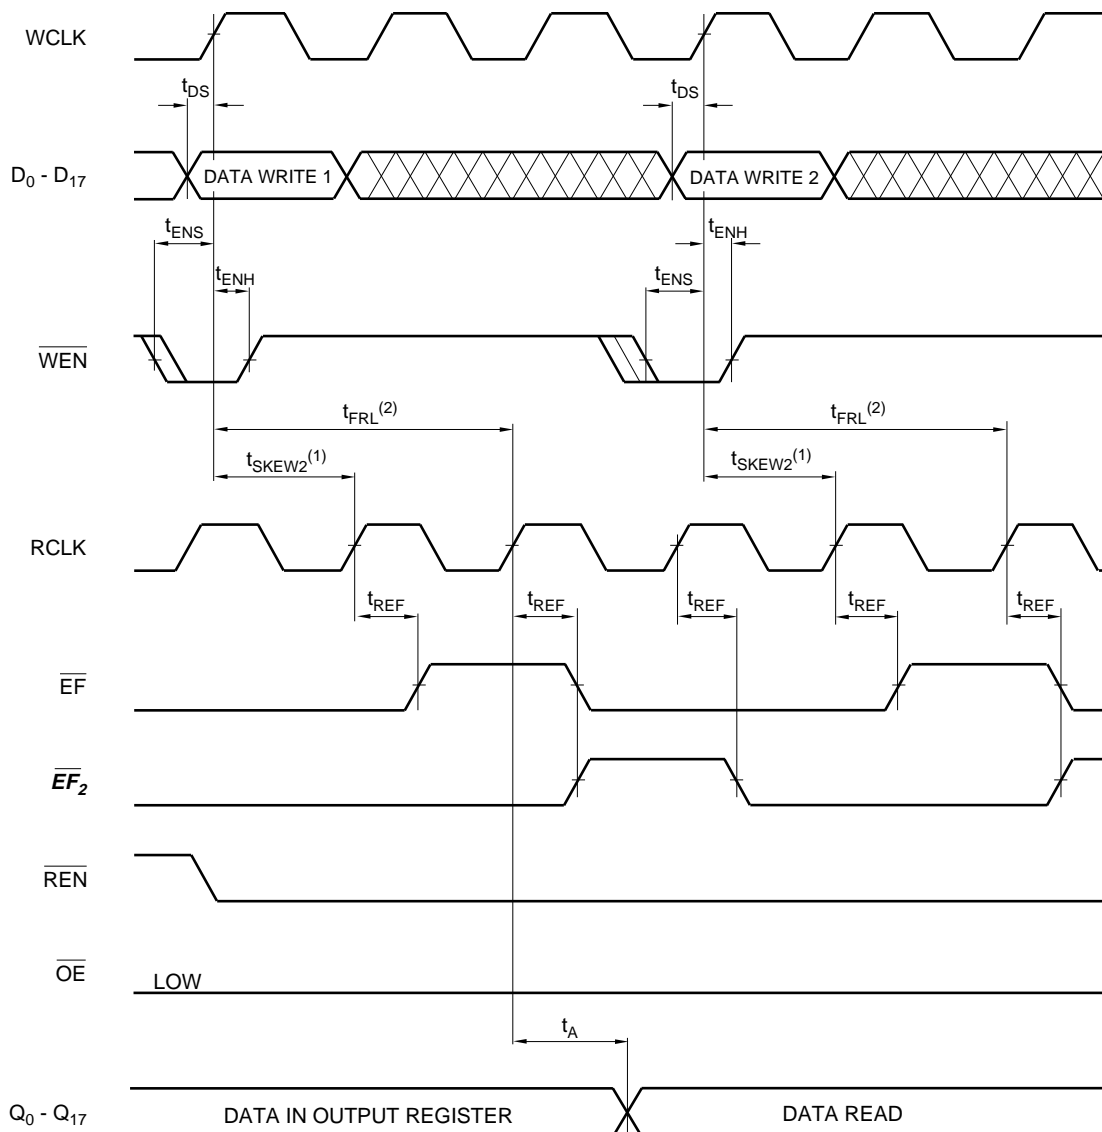 WCLK
tDS tDS
D0 - D17 DATA WRITE 1 DATA WRITE 2
tENS tENH
tENH tENS
WEN
tFRL(2) tFRL(2)
tSKEW2(1) tSKEW2(1)
RCLK
tREF tREF tREF tREF tREF
EF
EF2
REN
OE LOW
tA
Q0 - Q17 DATA IN OUTPUT REGISTER DATA READ